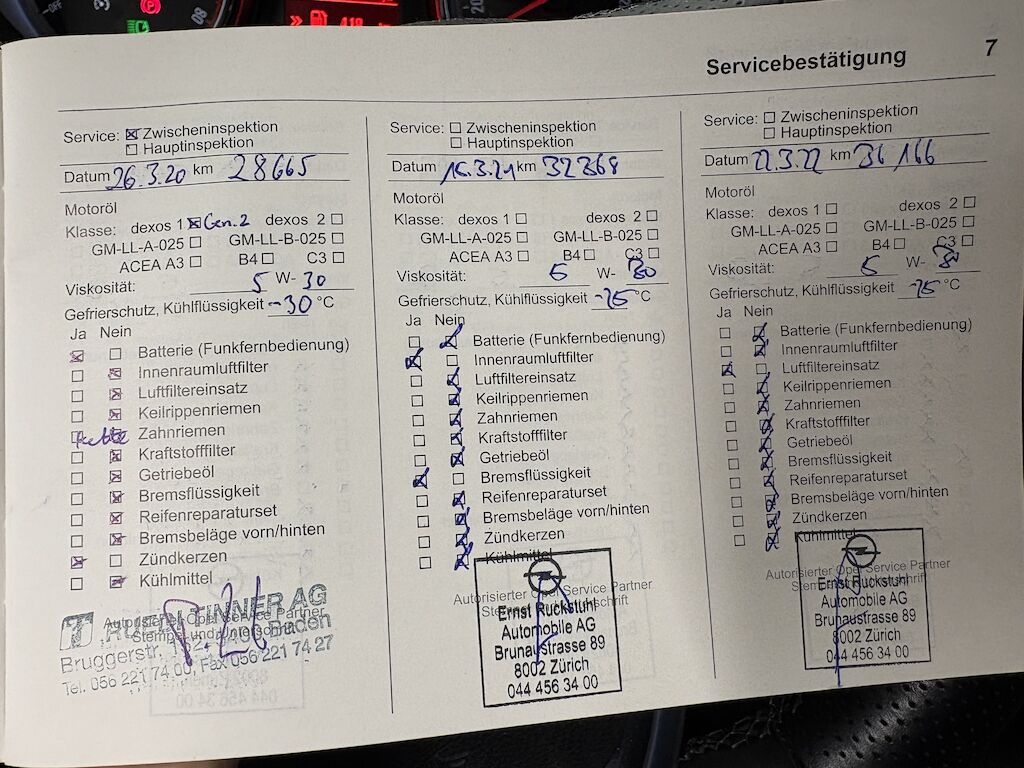 7
Servicebestätigung
Service: Zwischeninspektion
Hauptinspektion
Datum 26.3.20 km 28665
Motoröl
Klasse: dexos 1 Gen.2 dexos 2
GM-LL-A-025 GM-LL-B-025
ACEA A3 B4 C3
Viskosität: 5 W- 30
Gefrierschutz, Kühlflüssigkeit -30 °C
Ja Nein
Batterie (Funkfernbedienung)
Innenraumluftfilter
Luftfiltereinsatz
Keilrippenriemen
Kette Zahnriemen
Kraftstofffilter
Getriebeöl
Bremsflüssigkeit
Reifenreparaturset
Bremsbeläge vorn/hinten
Zündkerzen
Kühlmittel
Autorisierter Opel Service Partner
TINNER AG
Bruggerstr. Baden
Tel. 056 221 74 00, Fax 056 221 74 27
Service: Zwischeninspektion
Hauptinspektion
Datum 3.21 km 32368
Motoröl
Klasse: dexos 1 dexos 2
GM-LL-A-025 GM-LL-B-025
ACEA A3 B4 C3
Viskosität: 5 W- 30
Gefrierschutz, Kühlflüssigkeit -25 °C
Ja Nein
Batterie (Funkfernbedienung)
Innenraumluftfilter
Luftfiltereinsatz
Keilrippenriemen
Zahnriemen
Kraftstofffilter
Getriebeöl
Bremsflüssigkeit
Reifenreparaturset
Bremsbeläge vorn/hinten
Zündkerzen
Kühlmittel
Autorisierter Opel Service Partner
Ernst Ruckstuhl
Automobile AG
Brunaustrasse 89
8002 Zürich
044 456 34 00
Service: Zwischeninspektion
Hauptinspektion
Datum 22.3.22 km 36 166
Motoröl
Klasse: dexos 1 dexos 2
GM-LL-A-025 GM-LL-B-025
ACEA A3 B4 C3
Viskosität: 5 W- 30
Gefrierschutz, Kühlflüssigkeit -25 °C
Ja Nein
Batterie (Funkfernbedienung)
Innenraumluftfilter
Luftfiltereinsatz
Keilrippenriemen
Zahnriemen
Kraftstofffilter
Getriebeöl
Bremsflüssigkeit
Reifenreparaturset
Bremsbeläge vorn/hinten
Zündkerzen
Kühlmittel
Autorisierter Opel Service Partner
Ernst Ruckstuhl
Automobile AG
Brunaustrasse 89
8002 Zürich
044 456 34 00